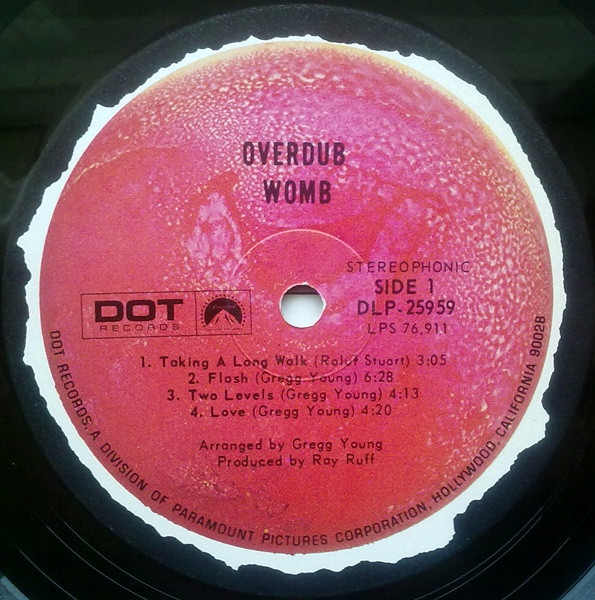 OVERDUB
WOMB
STEREOPHONIC
SIDE 1
DLP-25959
LPS 76,911
DOT
RECORDS
1. Taking A Long Walk (Roluf Stuart) 3:05
2. Flash (Gregg Young) 6:28
3. Two Levels (Gregg Young) 4:13
4. Love (Gregg Young) 4:20
Arranged by Gregg Young
Produced by Ray Ruff
DOT RECORDS, A DIVISION OF PARAMOUNT PICTURES CORPORATION, HOLLYWOOD, CALIFORNIA 90028